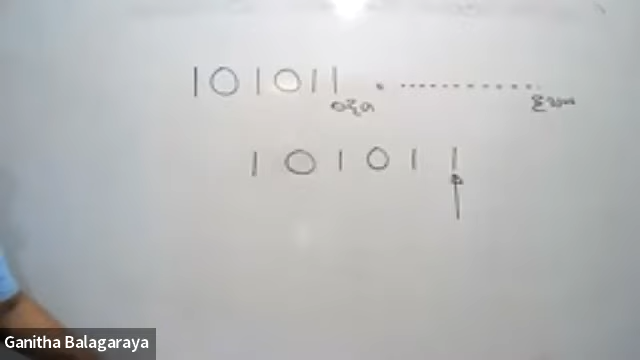 101011 . ............
101011
Ganitha Balagaraya